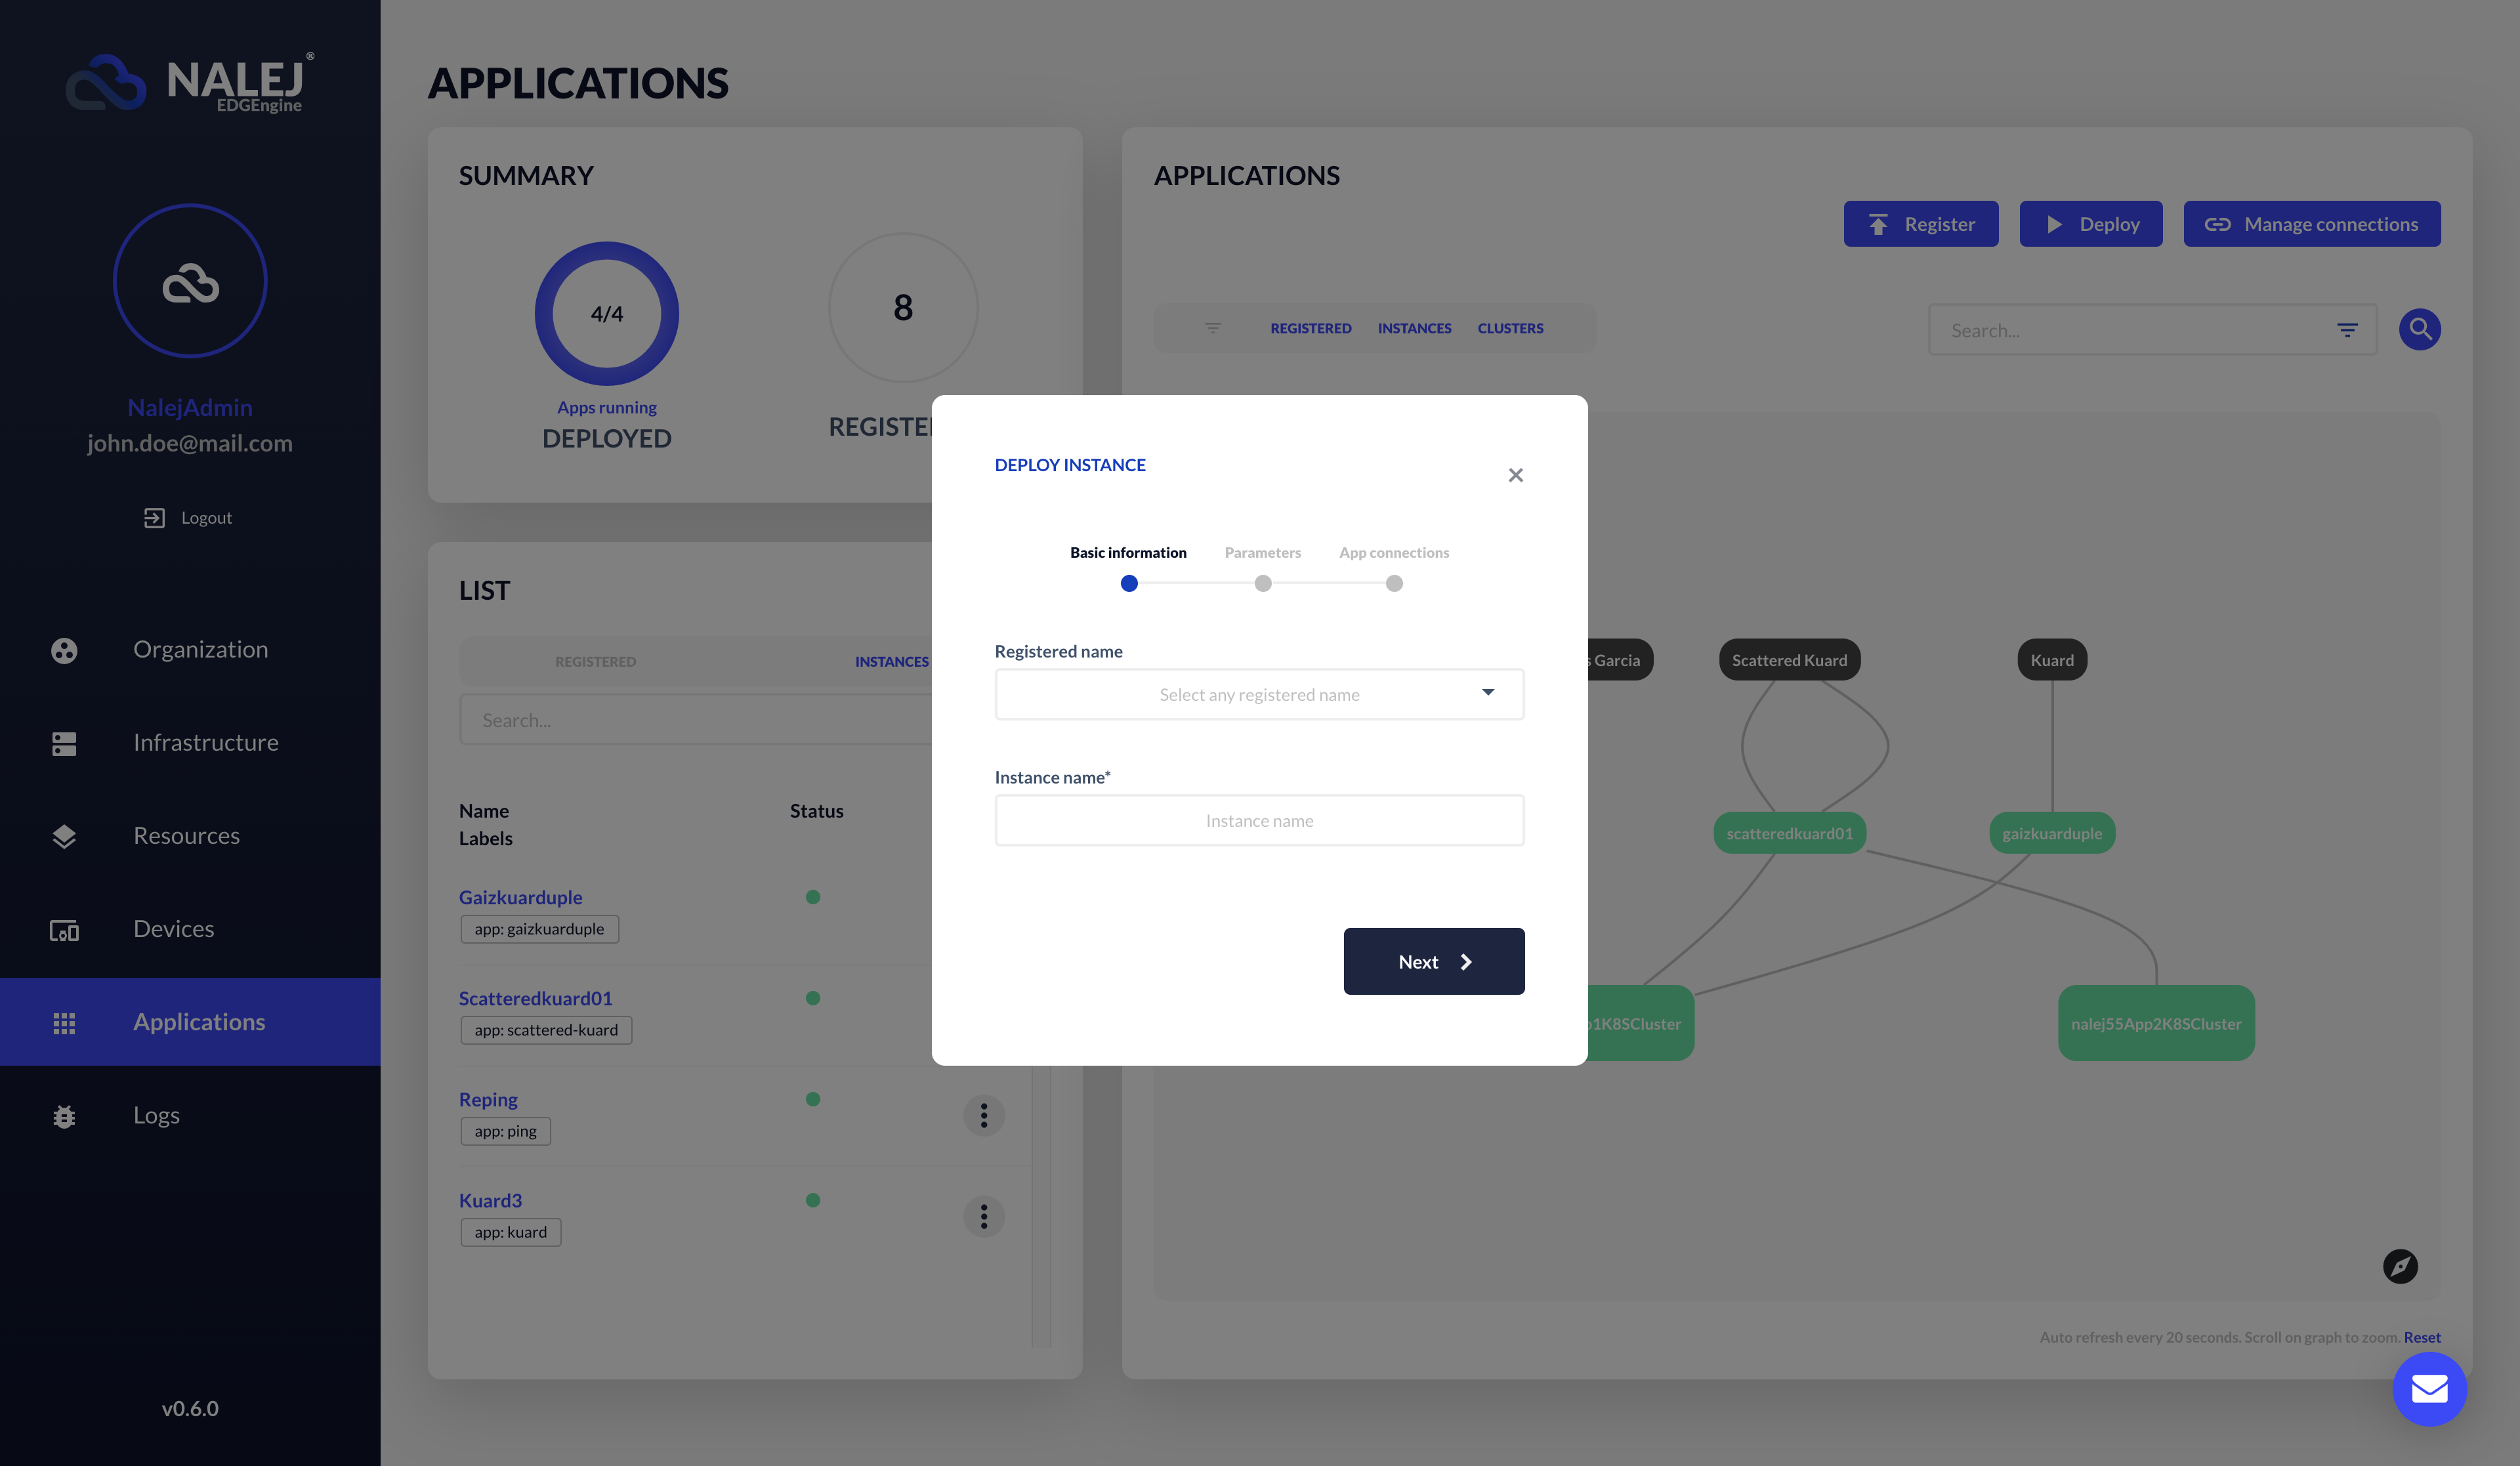 NALEJ®
EDGEngine
NalejAdmin
john.doe@mail.com
Logout
Organization
Infrastructure
Resources
Devices
Applications
Logs
v0.6.0
APPLICATIONS
SUMMARY
4/4
Apps running
DEPLOYED
8
REGISTE
LIST
REGISTERED INSTANCES
Search...
Name Status
Labels
Gaizkuarduple
app: gaizkuarduple
Scatteredkuard01
app: scattered-kuard
Reping
app: ping
Kuard3
app: kuard
APPLICATIONS
Register Deploy Manage connections
REGISTERED INSTANCES CLUSTERS
Search...
s Garcia Scattered Kuard Kuard
scatteredkuard01 gaizkuarduple
1K8SCluster nalej55App2K8SCluster
Auto refresh every 20 seconds. Scroll on graph to zoom. Reset
DEPLOY INSTANCE
×
Basic information Parameters App connections
Registered name
Select any registered name
Instance name*
Instance name
Next